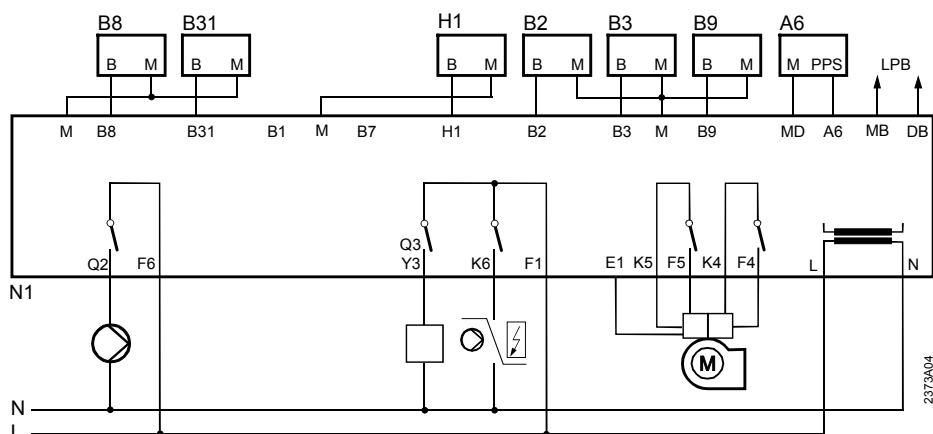 B8 B31 H1 B2 B3 B9 A6
B M B M B M B M B M B M M PPS LPB
M B8 B31 B1 M B7 H1 B2 B3 M B9 MD A6 MB DB
Q3
Q2 F6 Y3 K6 F1 E1 K5 F5 K4 F4 L N
N1
M
2373A04
N
L